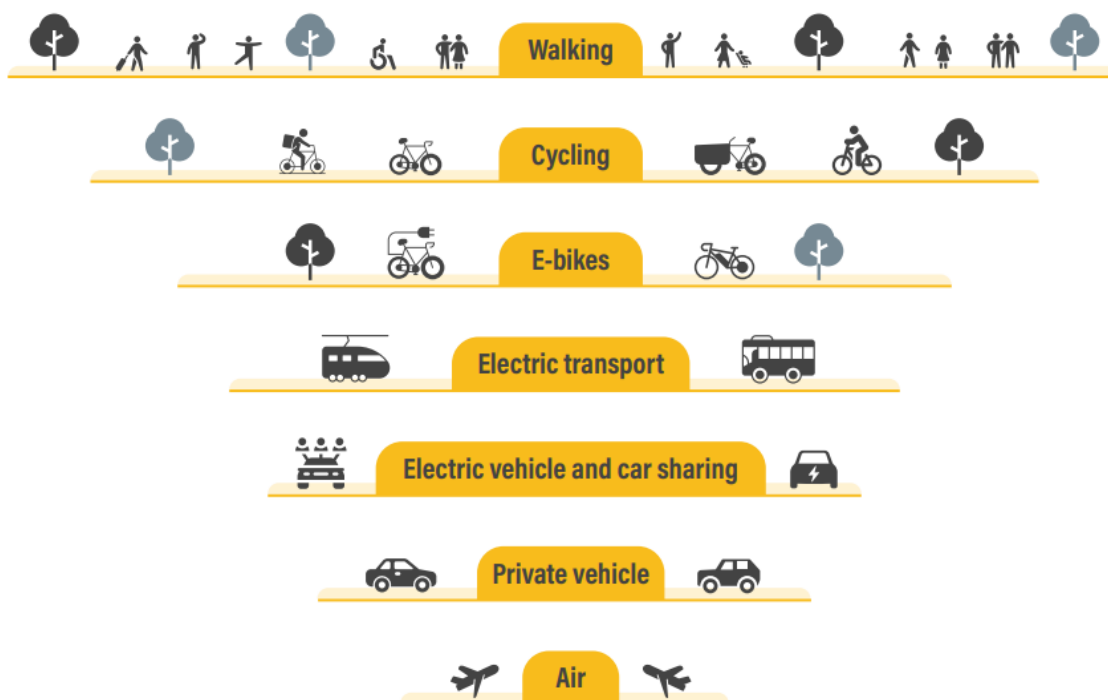 Walking
Cycling
E-bikes
Electric transport
Electric vehicle and car sharing
Private vehicle
Air